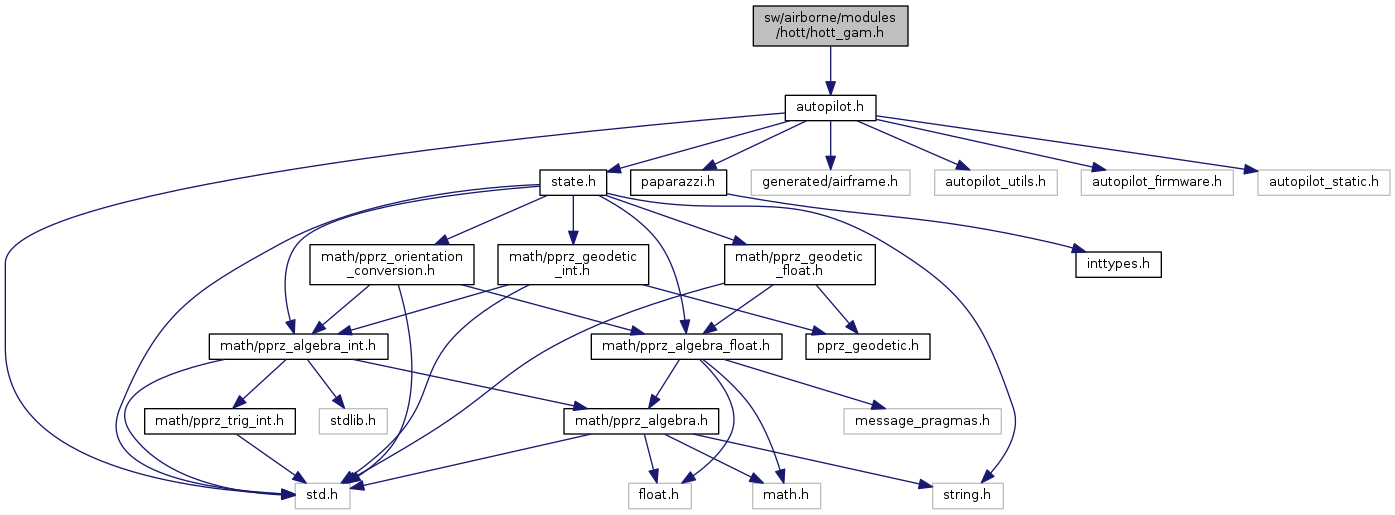 sw/airborne/modules
/hott/hott_gam.h
autopilot.h
state.h
paparazzi.h
generated/airframe.h
autopilot_utils.h
autopilot_firmware.h
autopilot_static.h
math/pprz_orientation
_conversion.h
math/pprz_geodetic
_int.h
math/pprz_geodetic
_float.h
inttypes.h
math/pprz_algebra_int.h
math/pprz_algebra_float.h
pprz_geodetic.h
math/pprz_trig_int.h
stdlib.h
math/pprz_algebra.h
message_pragmas.h
std.h
float.h
math.h
string.h